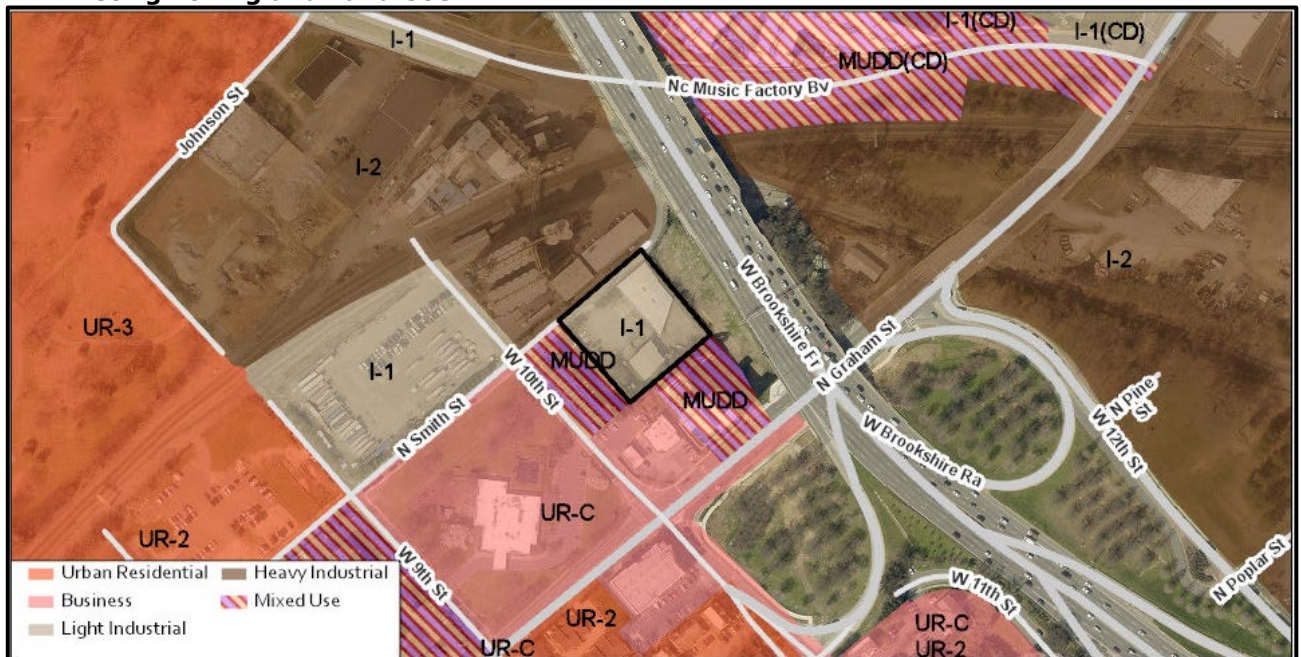 I-1
I-1(CD)
I-1(CD)
MUDD(CD)
Nc Music Factory Bv
Johnson St
I-2
W Brookshire Fr
I-2
UR-3
I-1
MUDD
N Graham St
I-1
W 10th St
MUDD
N Pine St
N Smith St
W 12th St
W Brookshire Ra
UR-C
UR-2
W 9th St
N Poplar St
W 11th St
UR-2
UR-C
UR-C
UR-2
Urban Residential
Heavy Industrial
Business
Mixed Use
Light Industrial